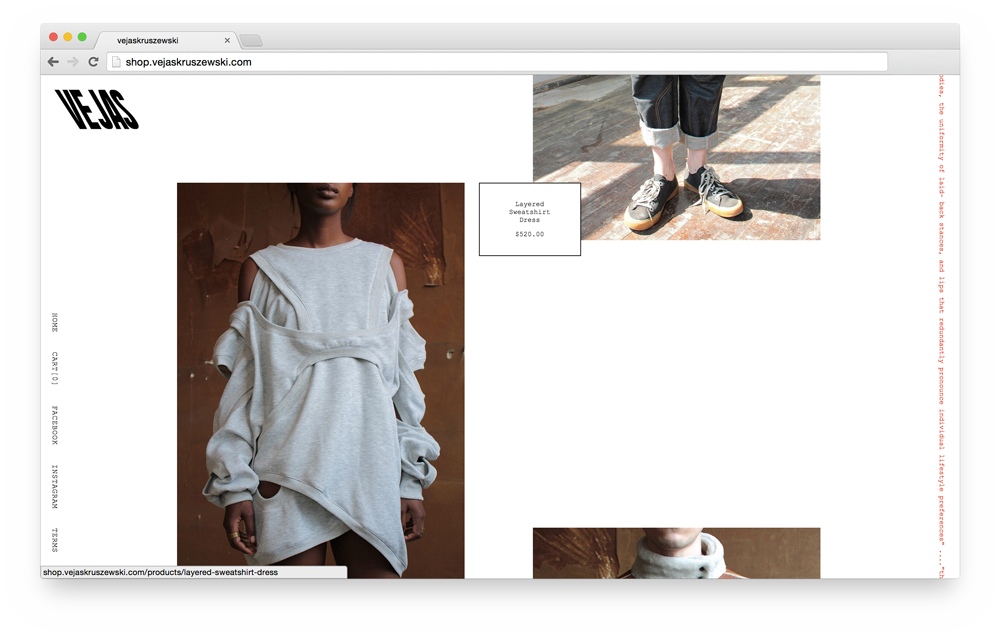 vejaskruszewski
shop.vejaskruszewski.com
VEJAS
Layered
Sweatshirt
Dress
$520.00
HOME
CART[0]
FACEBOOK
INSTAGRAM
TERMS
odies, the uniformity of laid- back stances, and lips that redundantly pronounce individual lifestyle preferences" ...."th
shop.vejaskruszewski.com/products/layered-sweatshirt-dress